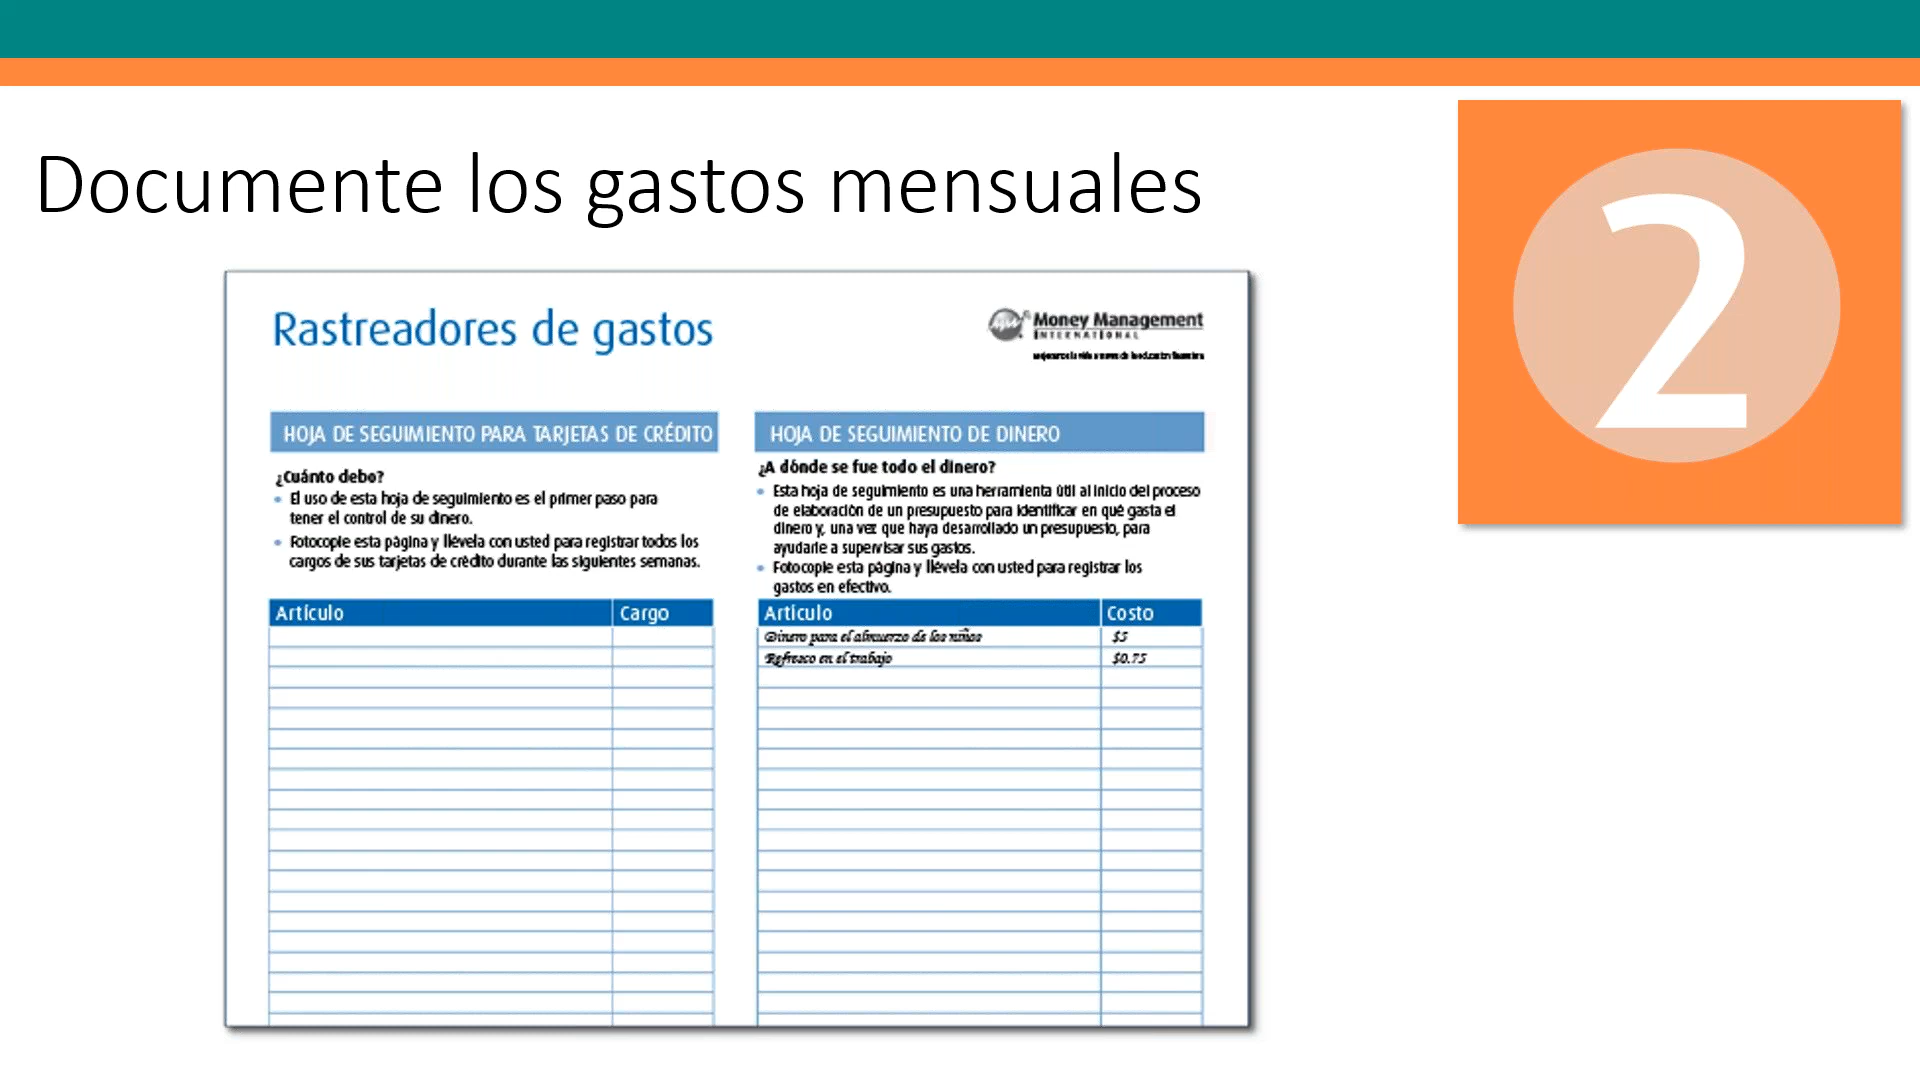 Documente los gastos mensuales
2
Rastreadores de gastos
Money Management
INTERNATIONAL
HOJA DE SEGUIMIENTO PARA TARJETAS DE CRÉDITO
¿Cuánto debo?
• El uso de esta hoja de seguimiento es el primer paso para
tener el control de su dinero.
• Fotocopie esta página y llévela con usted para registrar todos los
cargos de sus tarjetas de crédito durante las siguientes semanas.
Artículo Cargo
HOJA DE SEGUIMIENTO DE DINERO
¿A dónde se fue todo el dinero?
• Esta hoja de seguimiento es una herramienta útil al inicio del proceso
de elaboración de un presupuesto para identificar en qué gasta el
dinero y, una vez que haya desarrollado un presupuesto, para
ayudarle a supervisar sus gastos.
• Fotocopie esta página y llévela con usted para registrar los
gastos en efectivo.
Artículo Costo
Dinero para el almuerzo de los niños $5
Refresco en el trabajo $0.75